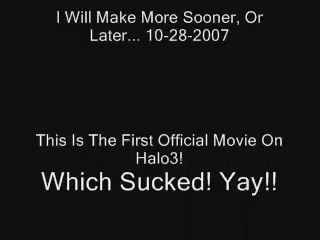 I Will Make More Sooner, Or
Later... 10-28-2007
This Is The First Official Movie On
Halo3!
Which Sucked! Yay!!